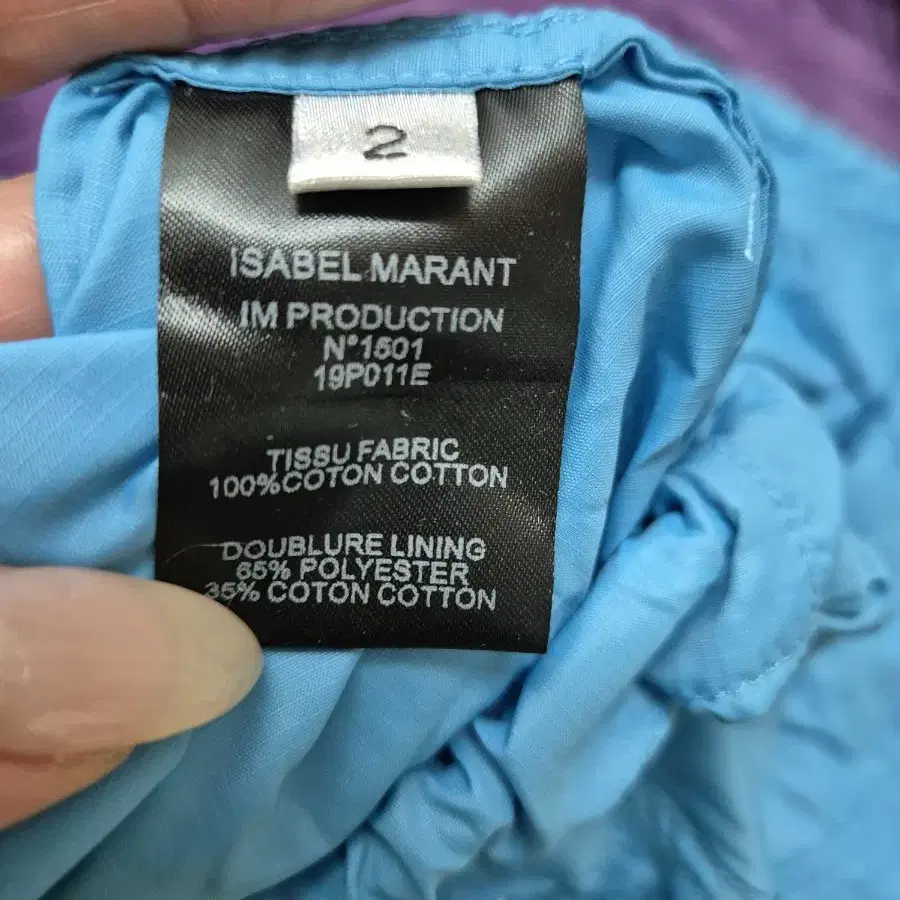 2
ISABEL MARANT
IM PRODUCTION
N°1501
19P011E
TISSU FABRIC
100%COTON COTTON
DOUBLURE LINING
65% POLYESTER
35% COTON COTTON